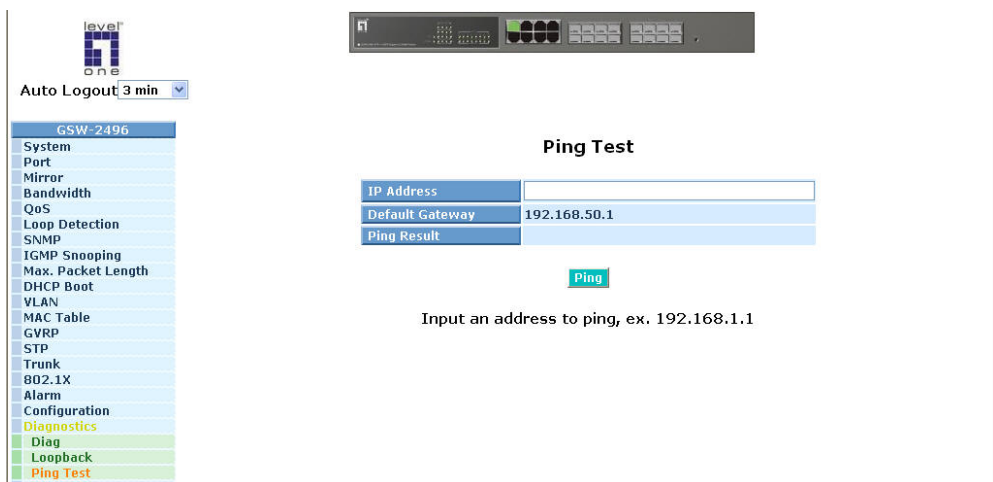 level
one
Auto Logout 3 min
GSW-2496
System
Port
Mirror
Bandwidth
QoS
Loop Detection
SNMP
IGMP Snooping
Max. Packet Length
DHCP Boot
VLAN
MAC Table
GVRP
STP
Trunk
802.1X
Alarm
Configuration
Diagnostics
Diag
Loopback
Ping Test
Ping Test
IP Address
Default Gateway 192.168.50.1
Ping Result
Ping
Input an address to ping, ex. 192.168.1.1